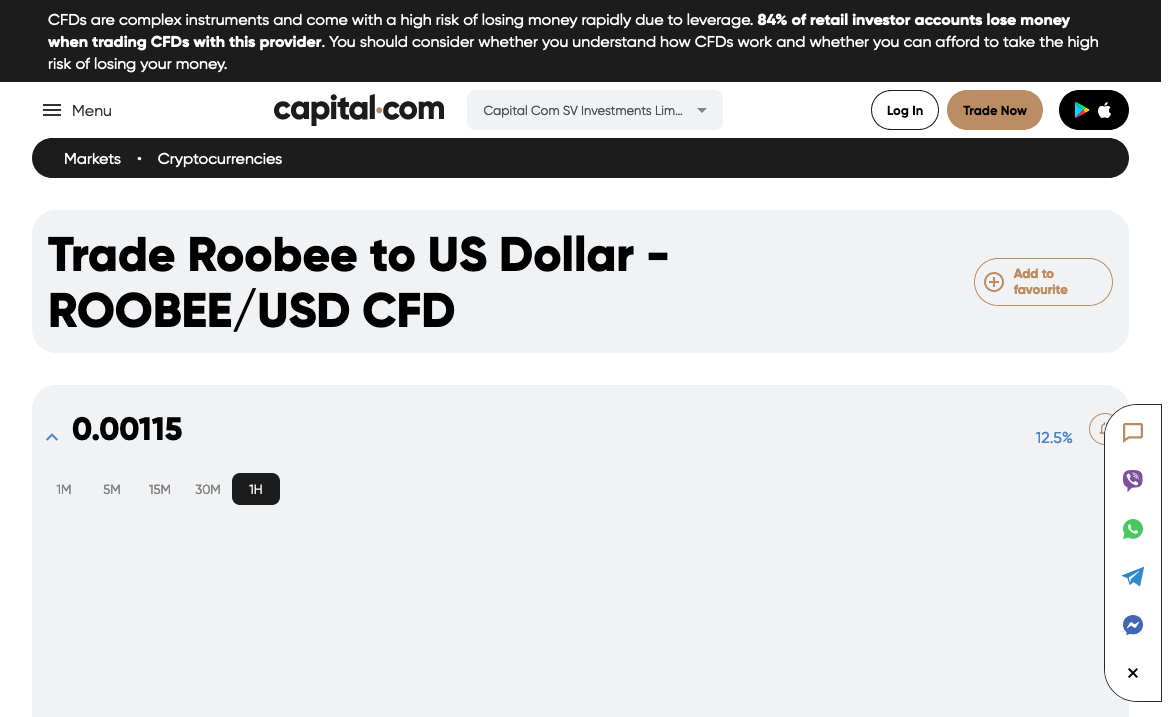 CFDs are complex instruments and come with a high risk of losing money rapidly due to leverage. 84% of retail investor accounts lose money
when trading CFDs with this provider. You should consider whether you understand how CFDs work and whether you can afford to take the high
risk of losing your money.
Menu
capital.com
Capital Com SV Investments Lim...
Log In
Trade Now
Markets • Cryptocurrencies
Trade Roobee to US Dollar -
ROOBEE/USD CFD
Add to
favourite
0.00115
12.5%
1M 5M 15M 30M 1H